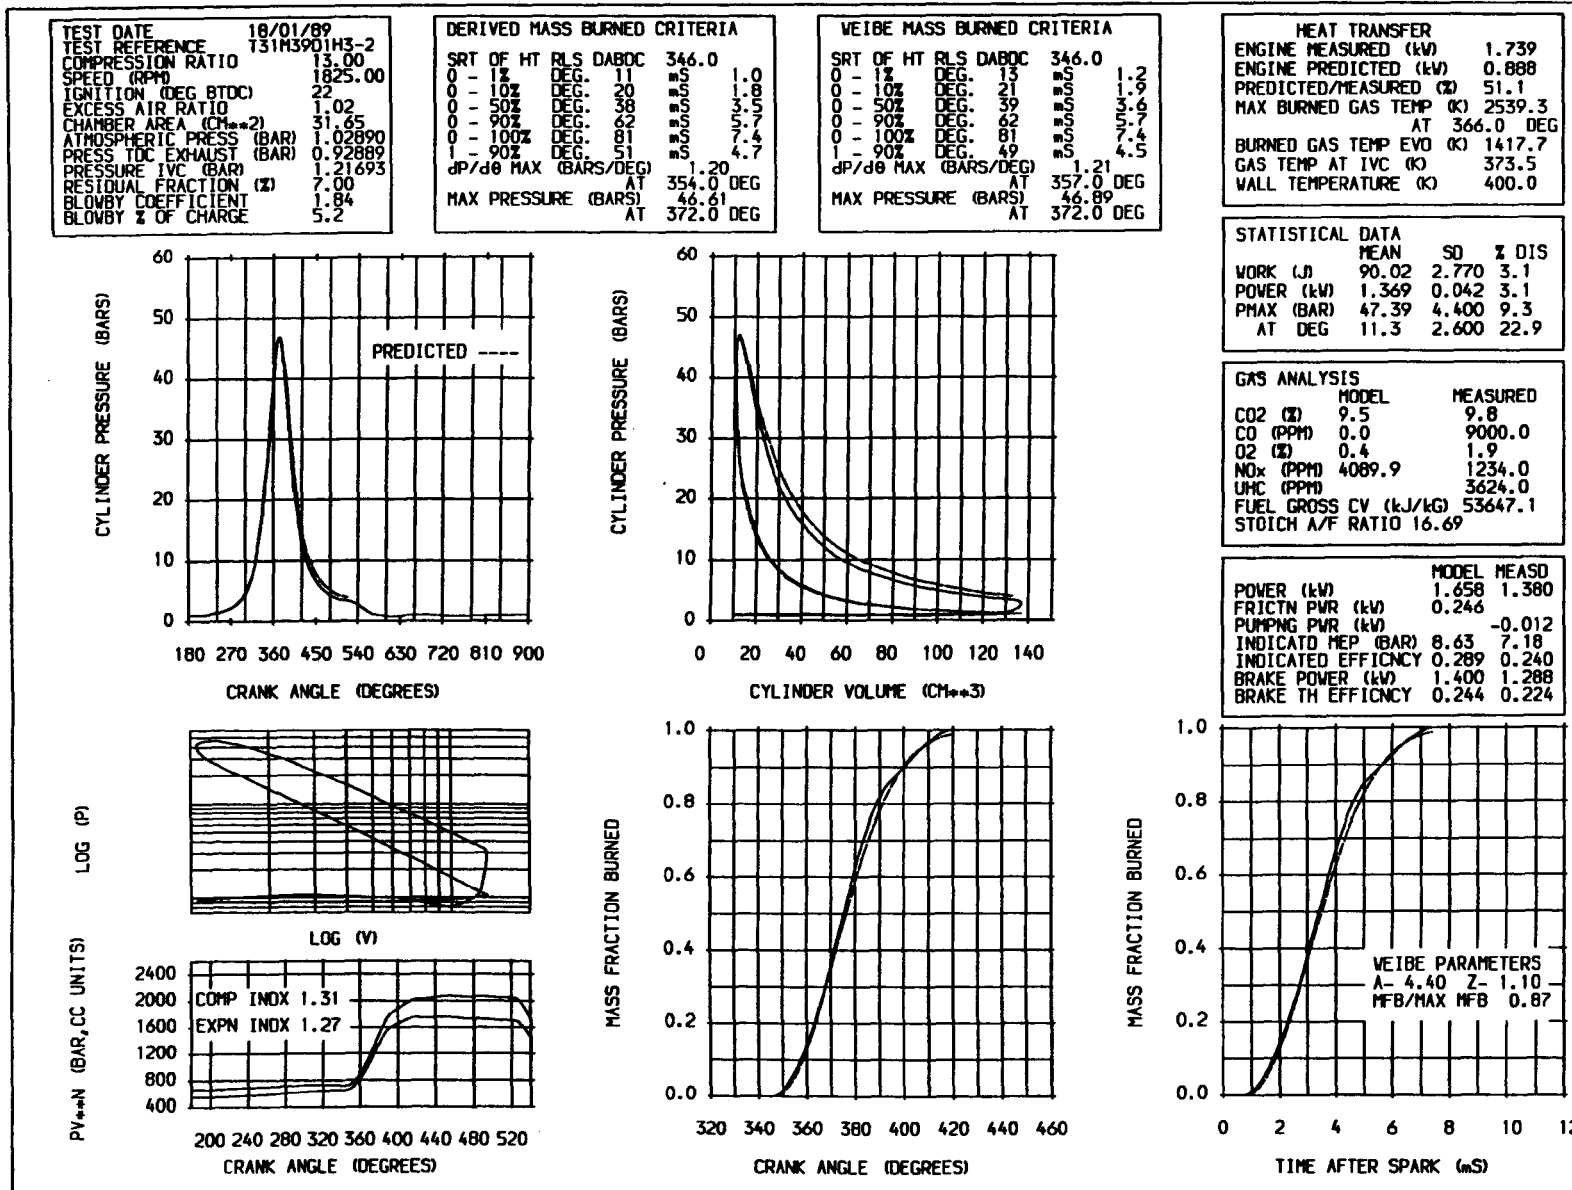 TEST DATE 18/01/89
TEST REFERENCE T31M3901H3-2
COMPRESSION RATIO 13.00
SPEED (RPM) 1825.00
IGNITION (DEG BTDC) 22
EXCESS AIR RATIO 1.02
CHAMBER AREA (CM**2) 31.65
ATMOSPHERIC PRESS (BAR) 1.02890
PRESS TDC EXHAUST (BAR) 0.92889
PRESSURE IVC (BAR) 1.21693
RESIDUAL FRACTION (%) 7.00
BLOWBY COEFFICIENT 1.84
BLOWBY % OF CHARGE 5.2
DERIVED MASS BURNED CRITERIA
SRT OF HT RLS DABDC 346.0
0 - 1% DEG. 11 mS 1.0
0 - 10% DEG. 20 mS 1.8
0 - 50% DEG. 38 mS 3.5
0 - 90% DEG. 62 mS 5.7
0 - 100% DEG. 81 mS 7.4
1 - 90% DEG. 51 mS 4.7
dP/dθ MAX (BARS/DEG) 1.20
AT 354.0 DEG
MAX PRESSURE (BARS) 46.61
AT 372.0 DEG
WEIBE MASS BURNED CRITERIA
SRT OF HT RLS DABDC 346.0
0 - 1% DEG. 13 mS 1.2
0 - 10% DEG. 21 mS 1.9
0 - 50% DEG. 39 mS 3.6
0 - 90% DEG. 62 mS 5.7
0 - 100% DEG. 81 mS 7.4
1 - 90% DEG. 49 mS 4.5
dP/dθ MAX (BARS/DEG) 1.21
AT 357.0 DEG
MAX PRESSURE (BARS) 46.89
AT 372.0 DEG
HEAT TRANSFER
ENGINE MEASURED (kW) 1.739
ENGINE PREDICTED (kW) 0.888
PREDICTED/MEASURED (%) 51.1
MAX BURNED GAS TEMP (K) 2539.3
AT 366.0 DEG
BURNED GAS TEMP EVO (K) 1417.7
GAS TEMP AT IVC (K) 373.5
WALL TEMPERATURE (K) 400.0
STATISTICAL DATA
MEAN SD % DIS
WORK (J) 90.02 2.770 3.1
POWER (kW) 1.369 0.042 3.1
PMAX (BAR) 47.39 4.400 9.3
AT DEG 11.3 2.600 22.9
GAS ANALYSIS
MODEL MEASURED
CO2 (%) 9.5 9.8
CO (PPM) 0.0 9000.0
O2 (%) 0.4 1.9
NOx (PPM) 4089.9 1234.0
UHC (PPM) 3624.0
FUEL GROSS CV (kJ/kG) 53647.1
STOICH A/F RATIO 16.69
MODEL MEASD
POWER (kW) 1.658 1.380
FRICTN PWR (kW) 0.246
PUMPNG PWR (kW) -0.012
INDICATD MEP (BAR) 8.63 7.18
INDICATED EFFICNCY 0.289 0.240
BRAKE POWER (kW) 1.400 1.288
BRAKE TH EFFICNCY 0.244 0.224
CYLINDER PRESSURE (BARS)
60
50
40
30
20
10
0
PREDICTED ----
180 270 360 450 540 630 720 810 900
CRANK ANGLE (DEGREES)
CYLINDER PRESSURE (BARS)
60
50
40
30
20
10
0
0 20 40 60 80 100 120 140
CYLINDER VOLUME (CM**3)
LOG (P)
LOG (V)
PV**N (BAR,CC UNITS)
2400
2000
1600
1200
800
400
COMP INDX 1.31
EXPN INDX 1.27
200 240 280 320 360 400 440 480 520
CRANK ANGLE (DEGREES)
MASS FRACTION BURNED
1.0
0.8
0.6
0.4
0.2
0.0
320 340 360 380 400 420 440 460
CRANK ANGLE (DEGREES)
MASS FRACTION BURNED
1.0
0.8
0.6
0.4
0.2
0.0
WEIBE PARAMETERS
A- 4.40 Z- 1.10
MFB/MAX MFB 0.87
0 2 4 6 8 10 12
TIME AFTER SPARK (mS)